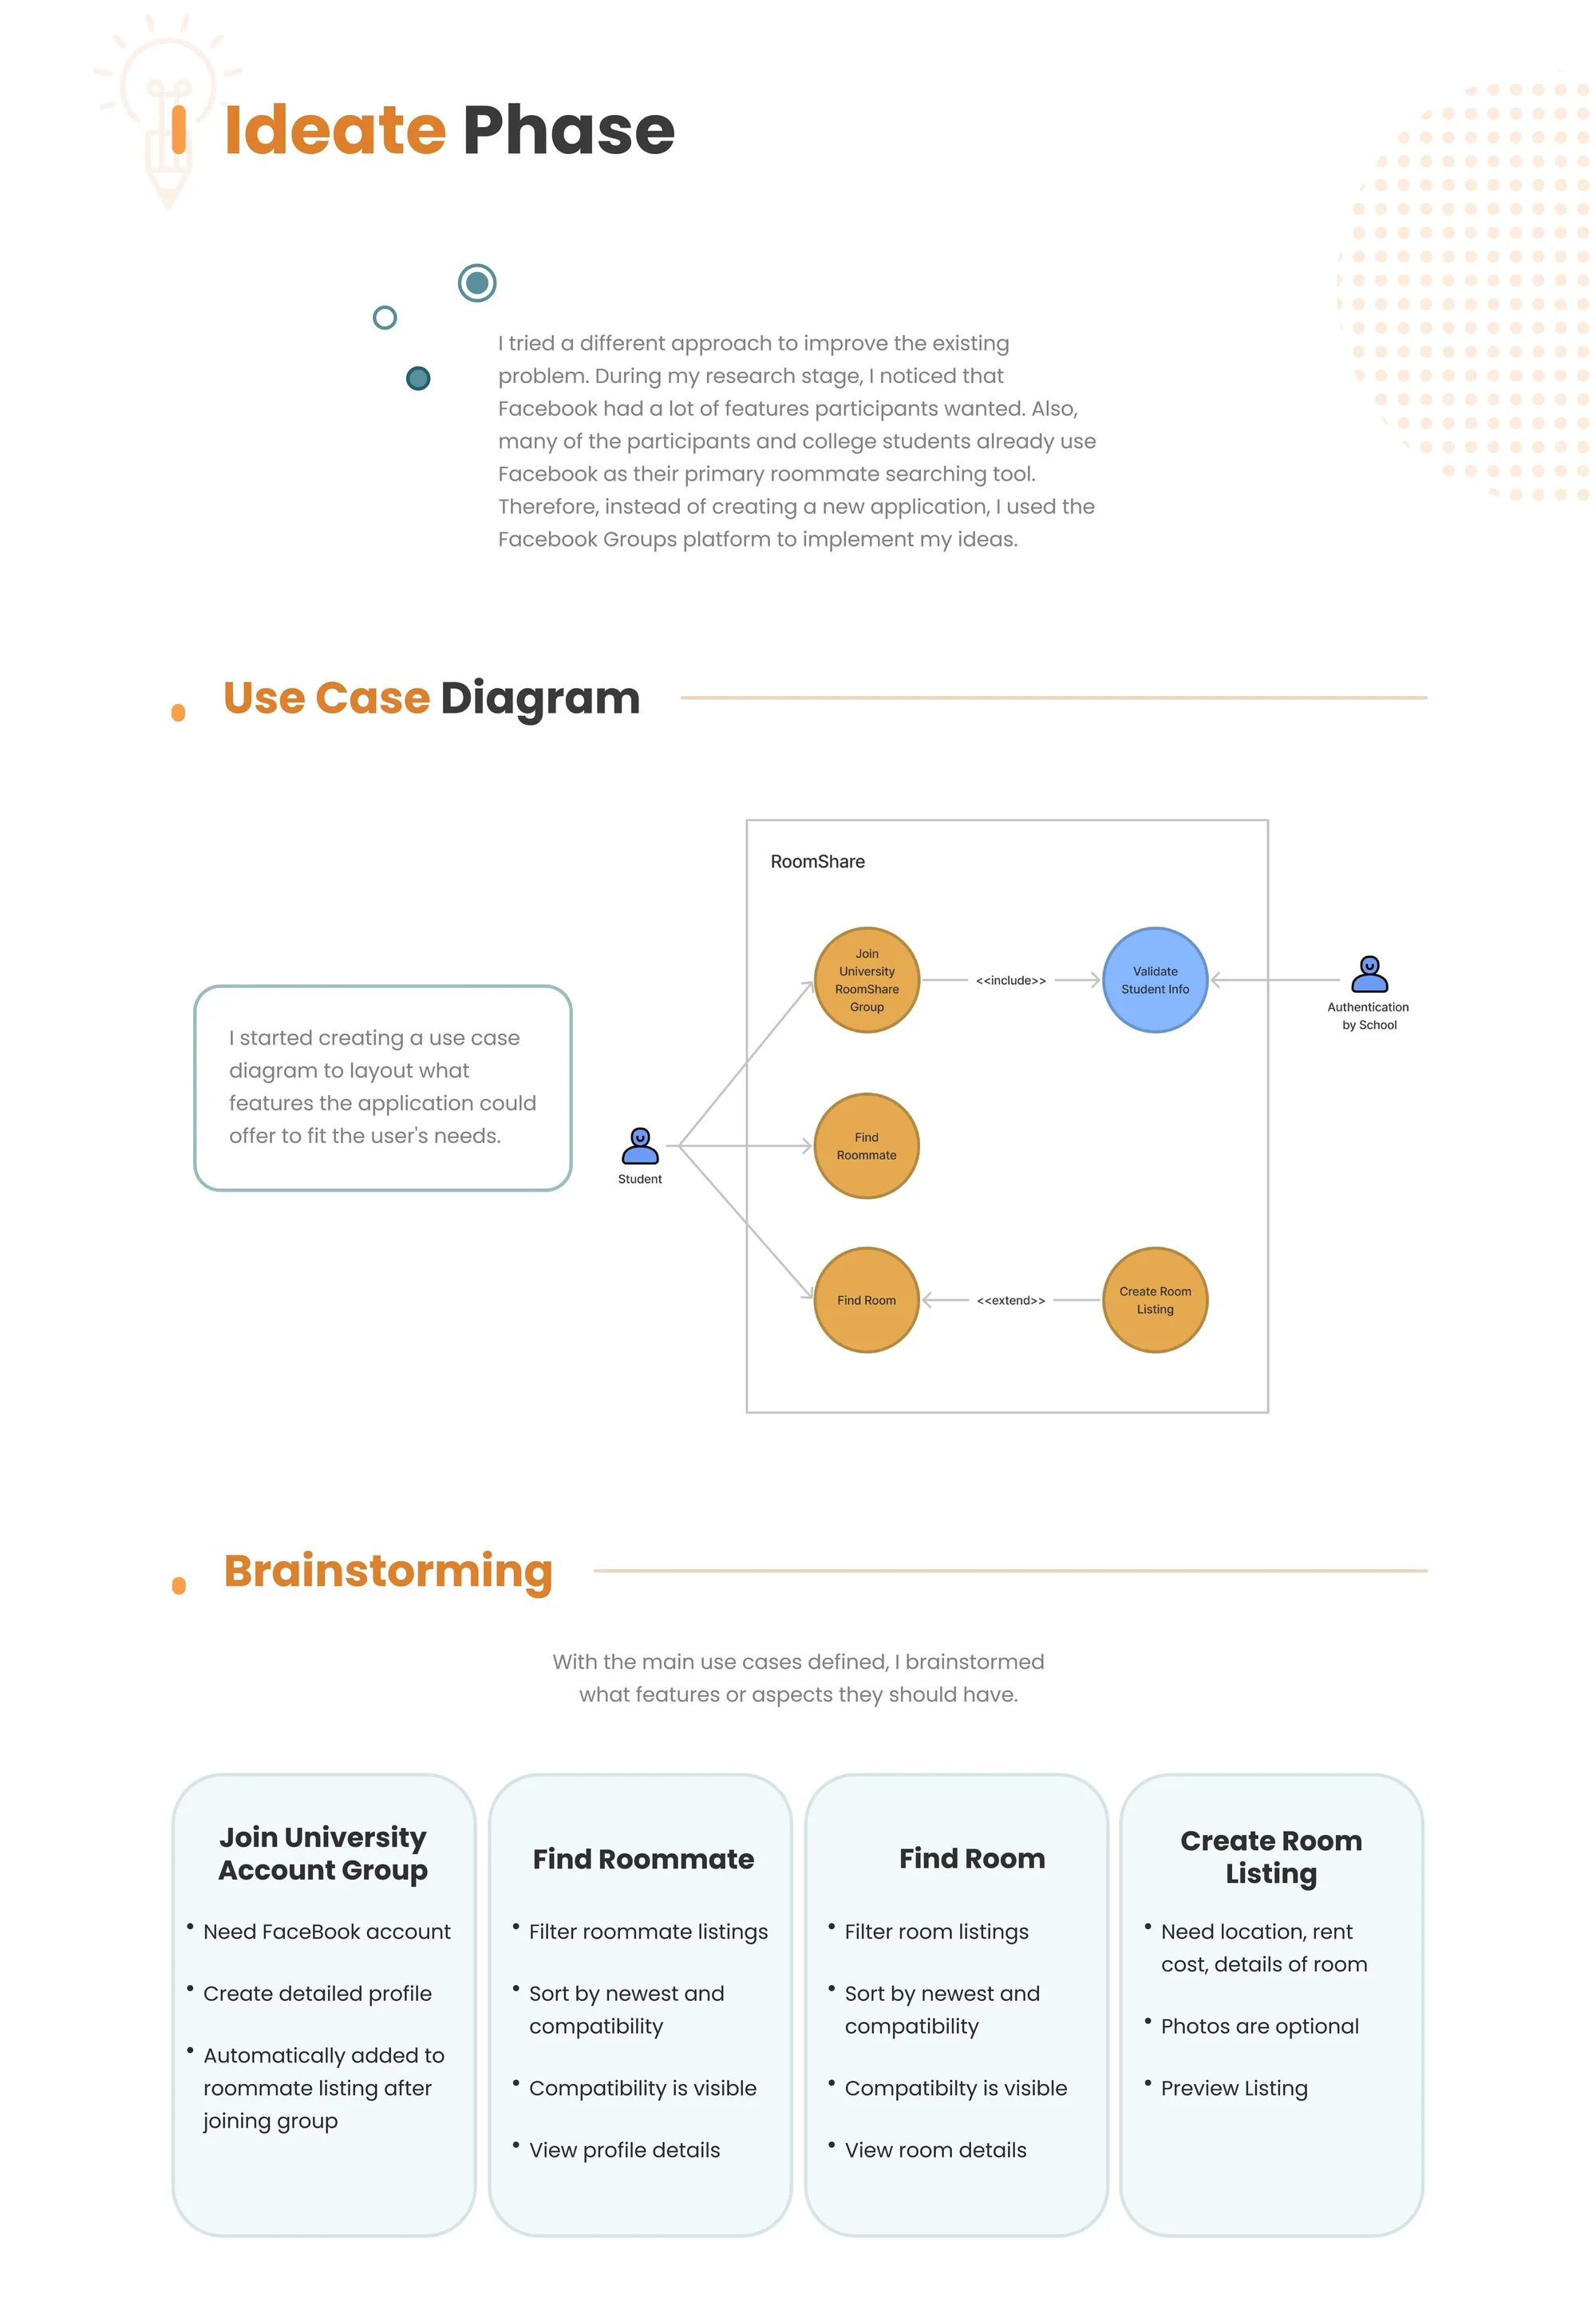 Ideate Phase
I tried a different approach to improve the existing
problem. During my research stage, I noticed that
Facebook had a lot of features participants wanted. Also,
many of the participants and college students already use
Facebook as their primary roommate searching tool.
Therefore, instead of creating a new application, I used the
Facebook Groups platform to implement my ideas.
Use Case Diagram
I started creating a use case
diagram to layout what
features the application could
offer to fit the user's needs.
RoomShare
Join
University
RoomShare
Group
<<include>>
Validate
Student Info
Authentication
by School
Student
Find
Roommate
Find Room
<<extend>>
Create Room
Listing
Brainstorming
With the main use cases defined, I brainstormed
what features or aspects they should have.
Join University
Account Group
• Need FaceBook account
• Create detailed profile
• Automatically added to
roommate listing after
joining group
Find Roommate
• Filter roommate listings
• Sort by newest and
compatibility
• Compatibility is visible
• View profile details
Find Room
• Filter room listings
• Sort by newest and
compatibility
• Compatibilty is visible
• View room details
Create Room
Listing
• Need location, rent
cost, details of room
• Photos are optional
• Preview Listing